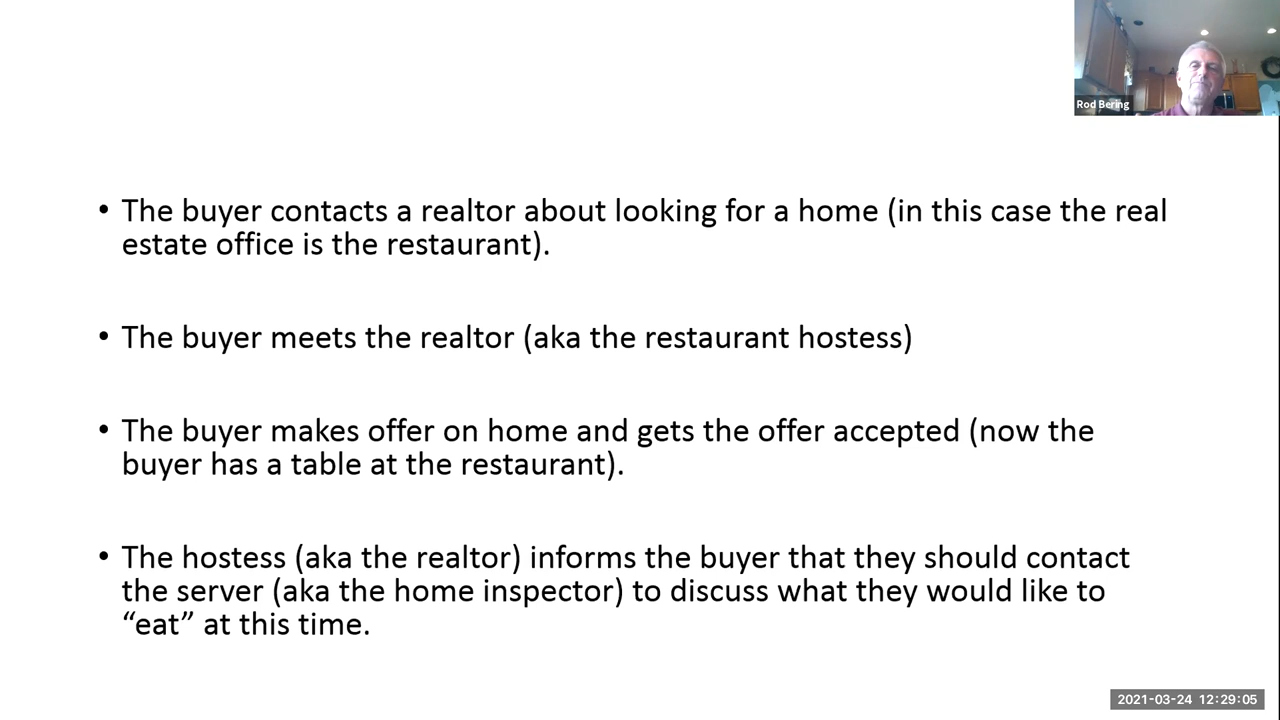 Rod Bering
• The buyer contacts a realtor about looking for a home (in this case the real
estate office is the restaurant).
• The buyer meets the realtor (aka the restaurant hostess)
• The buyer makes offer on home and gets the offer accepted (now the
buyer has a table at the restaurant).
• The hostess (aka the realtor) informs the buyer that they should contact
the server (aka the home inspector) to discuss what they would like to
“eat” at this time.
2021-03-24 12:29:05